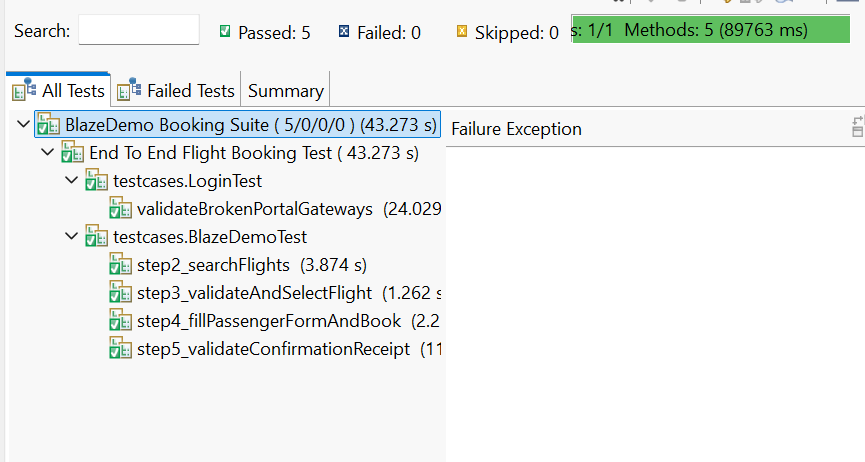 Search: Passed: 5 Failed: 0 Skipped: 0 s: 1/1 Methods: 5 (89763 ms)
All Tests Failed Tests Summary
BlazeDemo Booking Suite ( 5/0/0/0 ) (43.273 s)
Failure Exception
End To End Flight Booking Test ( 43.273 s)
testcases.LoginTest
validateBrokenPortalGateways (24.029
testcases.BlazeDemoTest
step2_searchFlights (3.874 s)
step3_validateAndSelectFlight (1.262 s
step4_fillPassengerFormAndBook (2.2
step5_validateConfirmationReceipt (11